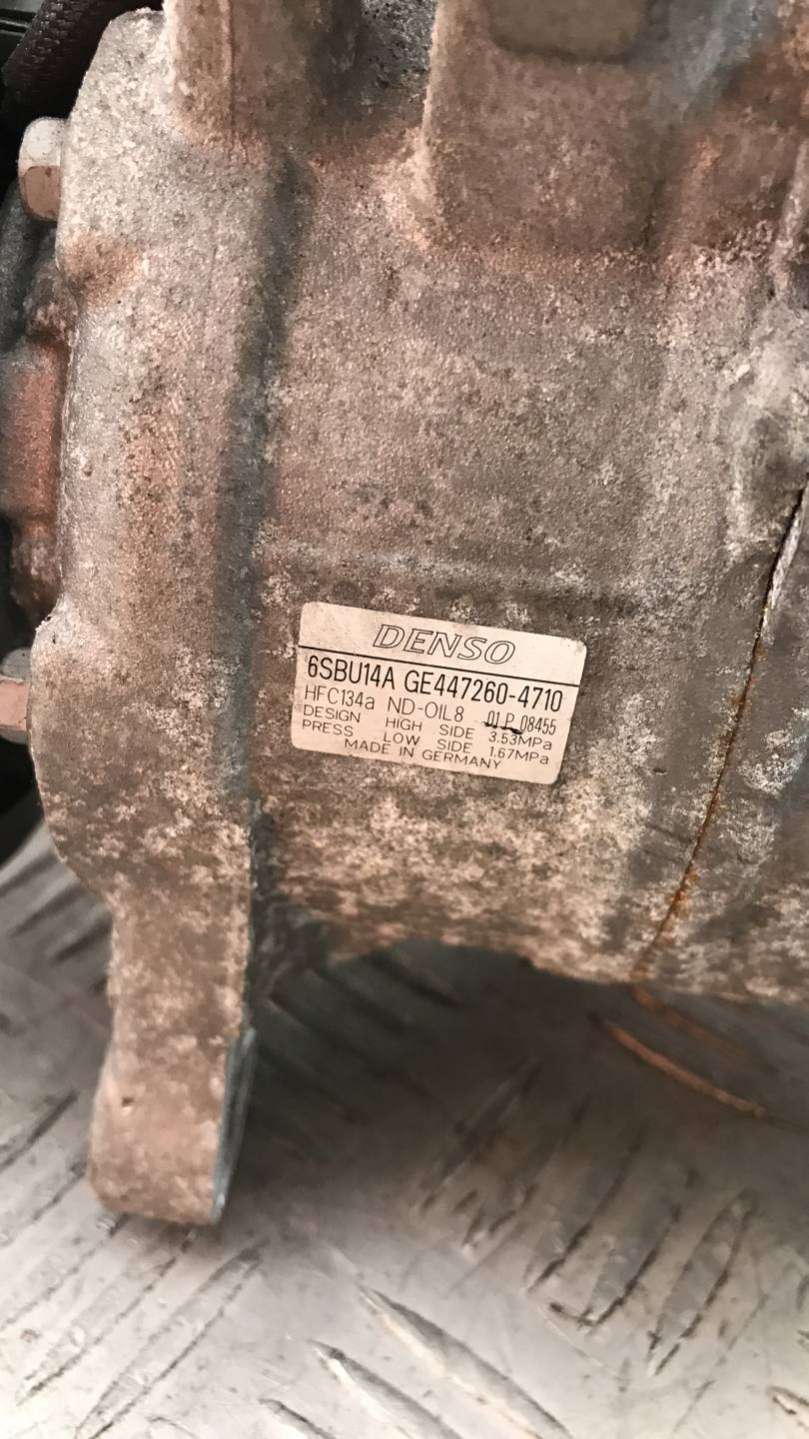 DENSO
6SBU14A GE447260-4710
HFC134a ND-OIL8 01P 08455
DESIGN HIGH SIDE 3.53MPa
PRESS LOW SIDE 1.67MPa
MADE IN GERMANY